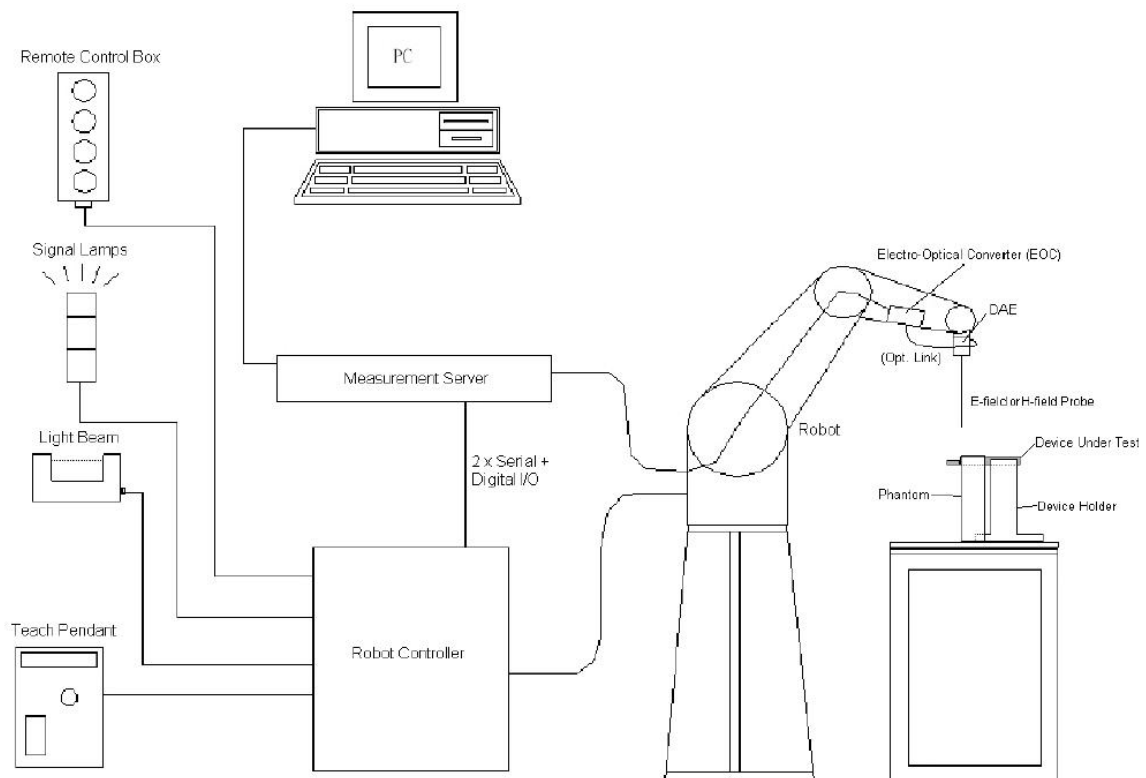 Remote Control Box
PC
Signal Lamps
Electro-Optical Converter (EOC)
DAE
(Opt. Link)
Measurement Server
E-field or H-field Probe
Robot
Light Beam
2 x Serial +
Digital I/O
Device Under Test
Phantom
Device Holder
Teach Pendant
Robot Controller